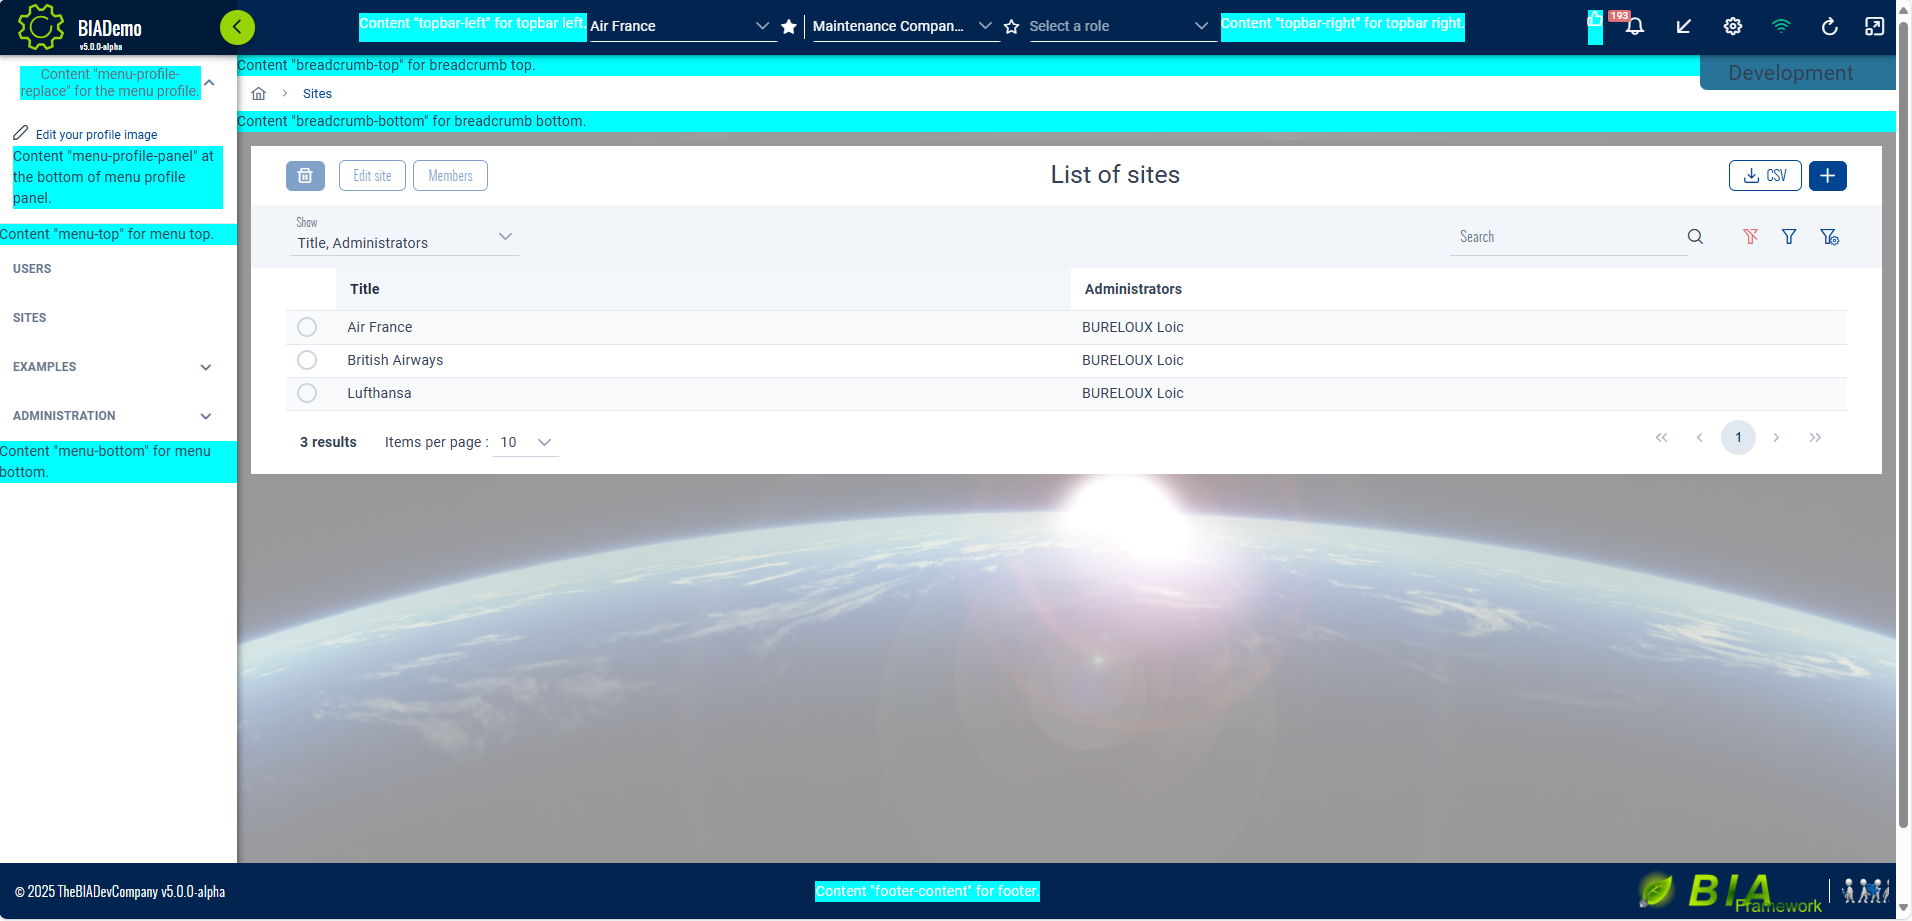 BIADemo
v5.0.0-alpha
Content "topbar-left" for topbar left.
Air France
Maintenance Compan...
Select a role
Content "topbar-right" for topbar right.
193
Content "menu-profile-
replace" for the menu profile.
Edit your profile image
Content "menu-profile-panel" at
the bottom of menu profile
panel.
Content "menu-top" for menu top.
USERS
SITES
EXAMPLES
ADMINISTRATION
Content "menu-bottom" for menu
bottom.
Content "breadcrumb-top" for breadcrumb top.
Development
Sites
Content "breadcrumb-bottom" for breadcrumb bottom.
Edit site
Members
List of sites
CSV
Show
Title, Administrators
Search
Title
Administrators
Air France
BURELOUX Loic
British Airways
BURELOUX Loic
Lufthansa
BURELOUX Loic
3 results
Items per page :
10
1
© 2025 TheBIADevCompany v5.0.0-alpha
Content "footer-content" for footer.
BIA
Framework